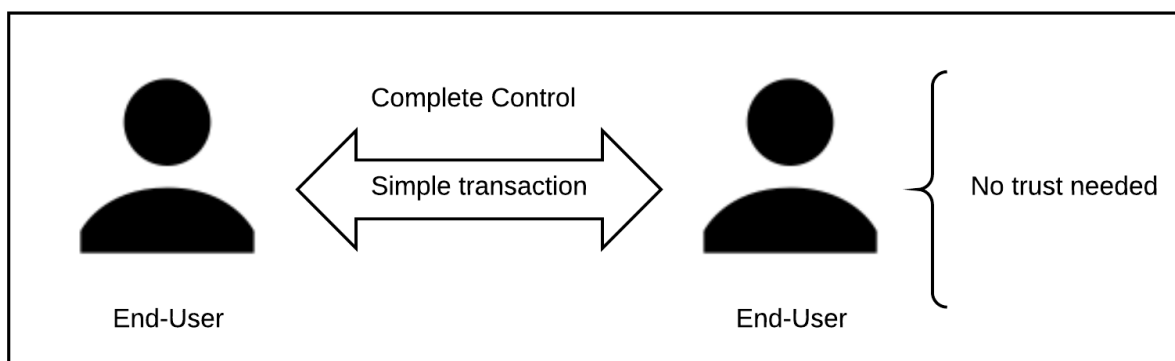 Complete Control
Simple transaction
No trust needed
End-User
End-User